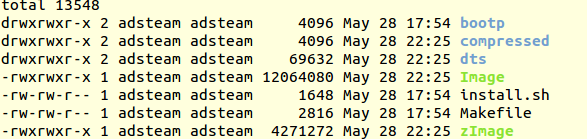 total 13548
drwxrwxr-x 2 adsteam adsteam     4096 May 28 17:54 bootp
drwxrwxr-x 2 adsteam adsteam     4096 May 28 22:25 compressed
drwxrwxr-x 2 adsteam adsteam    69632 May 28 22:25 dts
-rwxrwxr-x 1 adsteam adsteam 12064080 May 28 22:25 Image
-rw-rw-r-- 1 adsteam adsteam     1648 May 28 17:54 install.sh
-rw-rw-r-- 1 adsteam adsteam     2816 May 28 17:54 Makefile
-rwxrwxr-x 1 adsteam adsteam  4271272 May 28 22:25 zImage